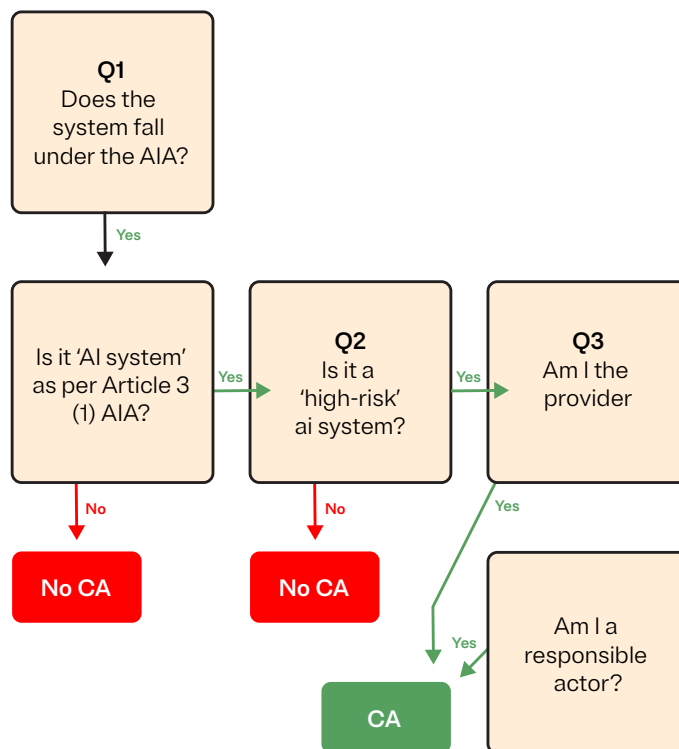 Q1
Does the
system fall
under the AIA?
Yes
Is it ‘AI system’
as per Article 3
(1) AIA?
Yes
Q2
Is it a
‘high-risk’
ai system?
Yes
Q3
Am I the
provider
No
No
Yes
No CA
No CA
Am I a
responsible
actor?
Yes
CA